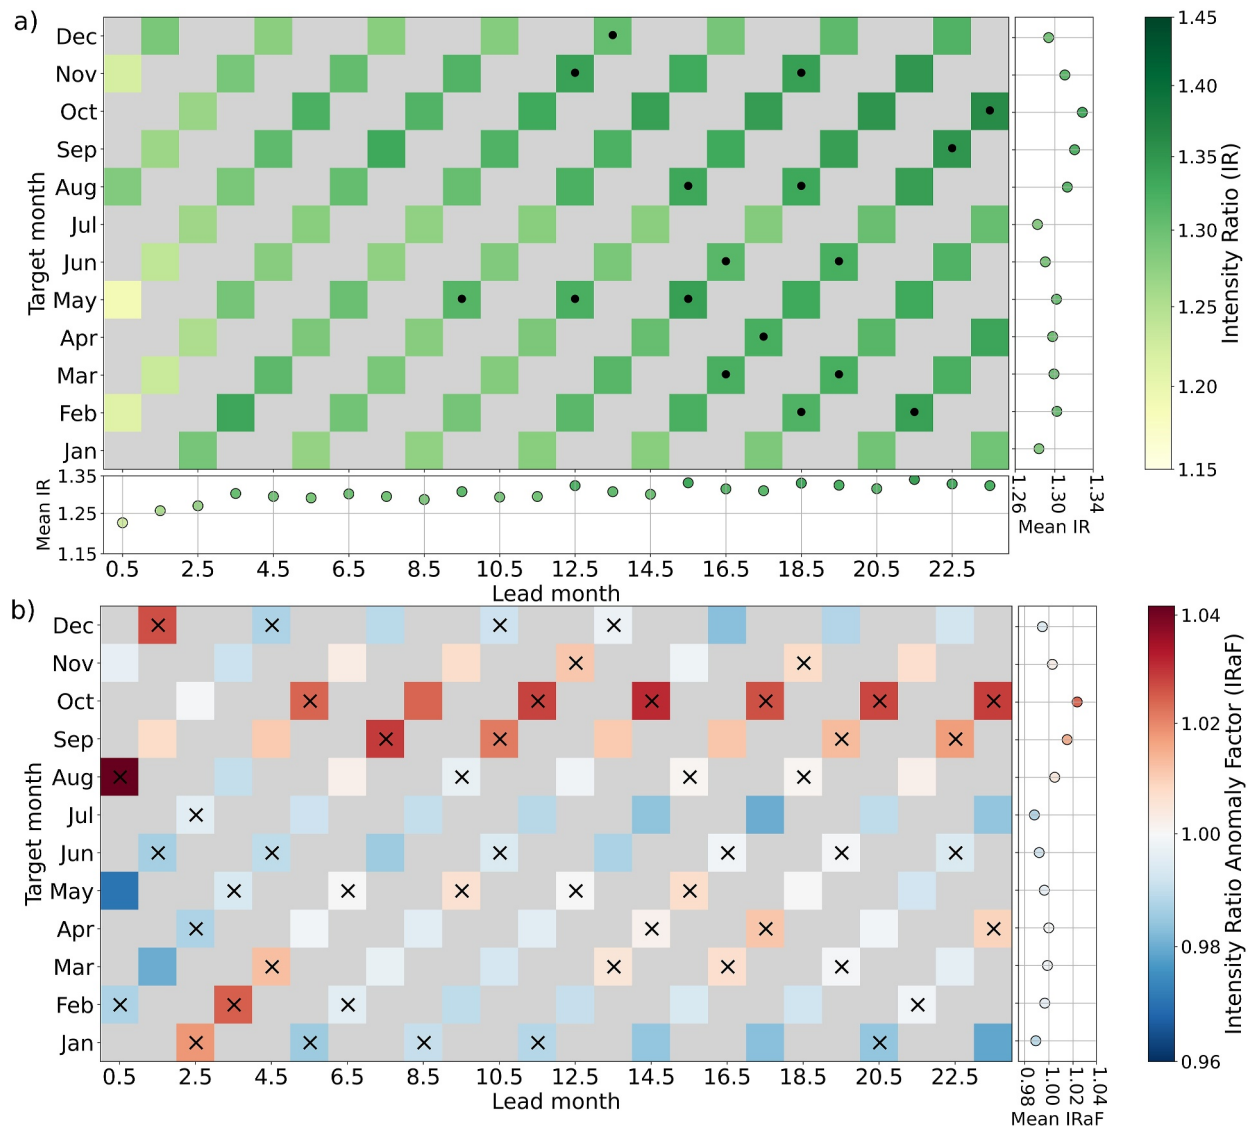 a)
Dec
Nov
Oct
Sep
Aug
Jul
Jun
May
Apr
Mar
Feb
Jan
Target month
1.35
1.25
1.15
Mean IR
0.5 2.5 4.5 6.5 8.5 10.5 12.5 14.5 16.5 18.5 20.5 22.5
Lead month
1.26 1.30 1.34
Mean IR
1.45
1.40
1.35
1.30
1.25
1.20
1.15
Intensity Ratio (IR)
b)
Dec
Nov
Oct
Sep
Aug
Jul
Jun
May
Apr
Mar
Feb
Jan
Target month
0.5 2.5 4.5 6.5 8.5 10.5 12.5 14.5 16.5 18.5 20.5 22.5
Lead month
0.98 1.00 1.02 1.04
Mean IRaF
1.04
1.02
1.00
0.98
0.96
Intensity Ratio Anomaly Factor (IRaF)